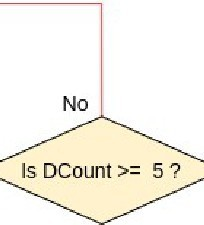 No
Is DCount >= 5 ?